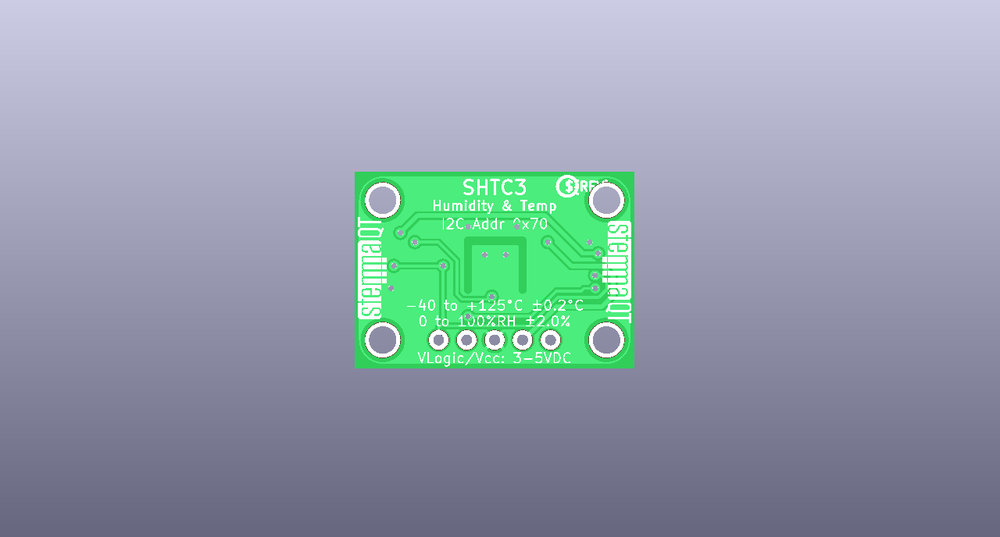 SHTC3
Humidity & Temp
I2C Addr 0x70
stemmaQT
stemmaQT
-40 to +125°C ±0.2°C
0 to 100%RH ±2.0%
VLogic/Vcc: 3-5VDC